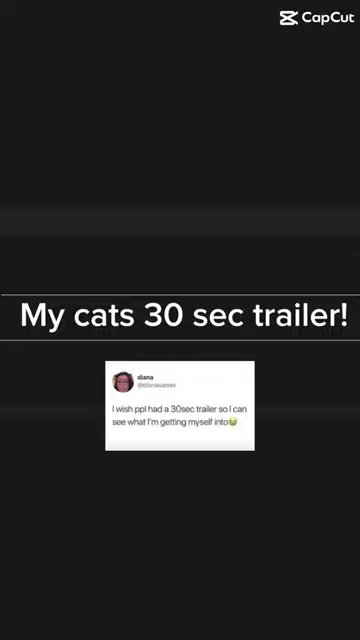 CapCut
My cats 30 sec trailer!
diana
I wish ppl had a 30sec trailer so I can
see what I'm getting myself into😭